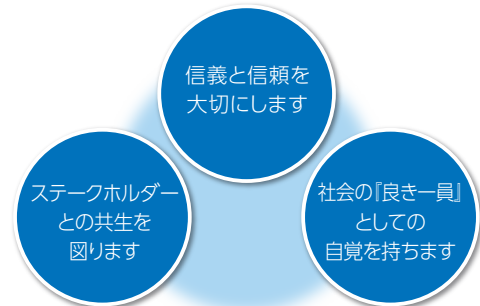 信義と信頼を
大切にします
ステークホルダー
との共生を
図ります
社会の『良き一員』
としての
自覚を持ちます